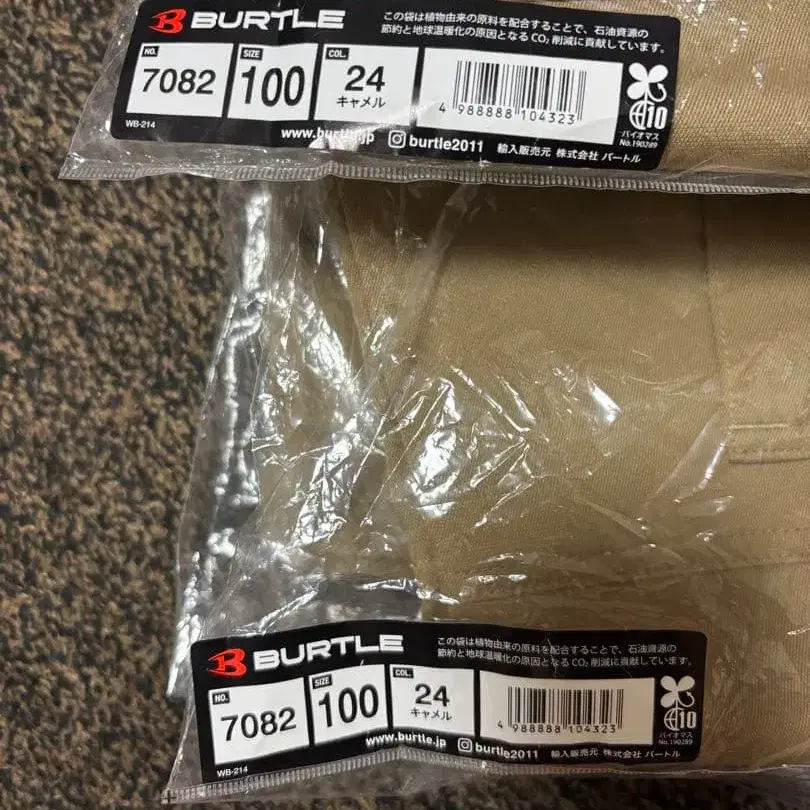 BURTLE
この袋は植物由来の原料を配合することで、石油資源の
節約と地球温暖化の原因となるCO₂削減に貢献しています。
NO. 7082
SIZE 100
COL. 24 キャメル
4 988888 104323
10
バイオマス
No.190289
WB-214
www.burtle.jp burtle2011 輸入販売元 株式会社 バートル
BURTLE
この袋は植物由来の原料を配合することで、石油資源の
節約と地球温暖化の原因となるCO₂削減に貢献しています。
NO. 7082
SIZE 100
COL. 24 キャメル
4 988888 104323
10
バイオマス
No.190289
WB-214
www.burtle.jp burtle2011 輸入販売元 株式会社 バートル